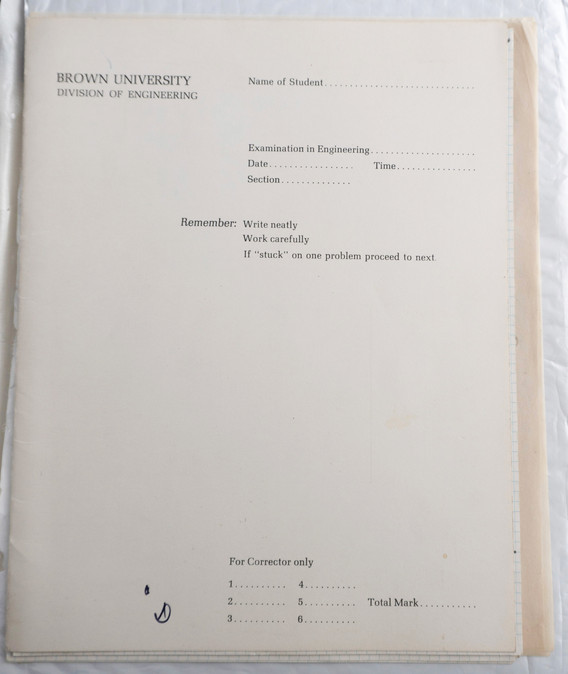 BROWN UNIVERSITY
DIVISION OF ENGINEERING
Name of Student..............................
Examination in Engineering.....................
Date................. Time................
Section..............
Remember: Write neatly
Work carefully
If "stuck" on one problem proceed to next.
For Corrector only
1.......... 4..........
2.......... 5.......... Total Mark...........
3.......... 6..........